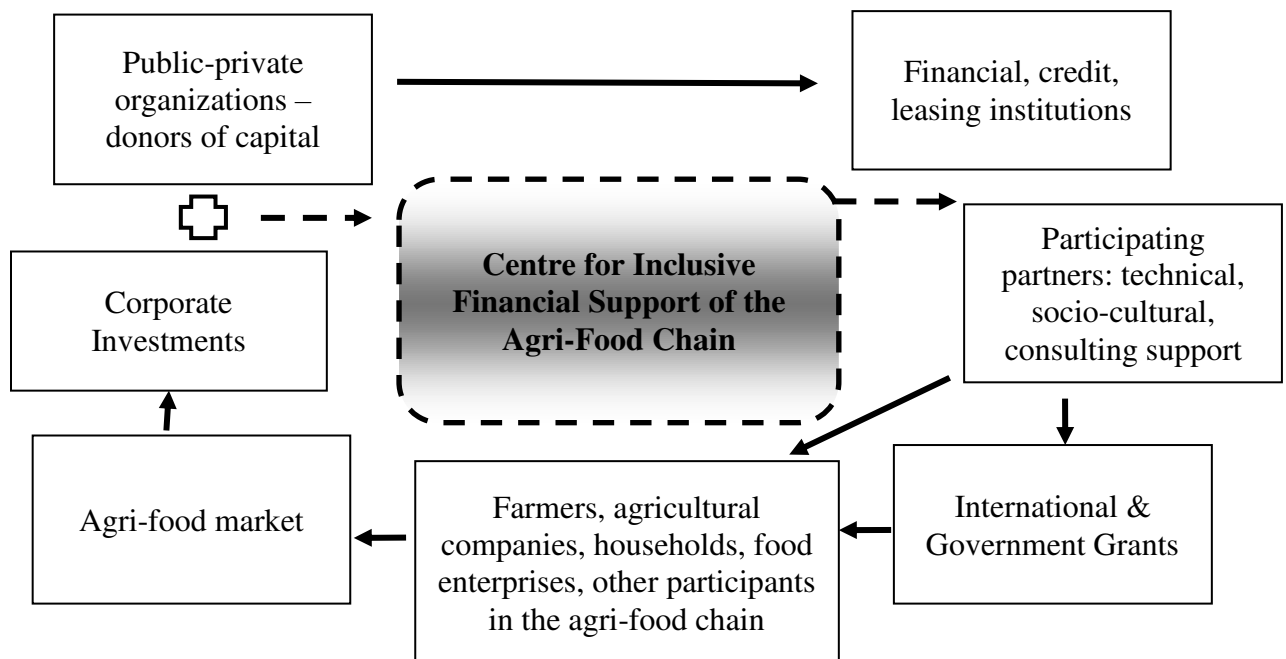 Public-private
organizations –
donors of capital
Financial, credit,
leasing institutions
Centre for Inclusive
Financial Support of the
Agri-Food Chain
Participating
partners: technical,
socio-cultural,
consulting support
Corporate
Investments
Agri-food market
Farmers, agricultural
companies, households, food
enterprises, other participants
in the agri-food chain
International &
Government Grants